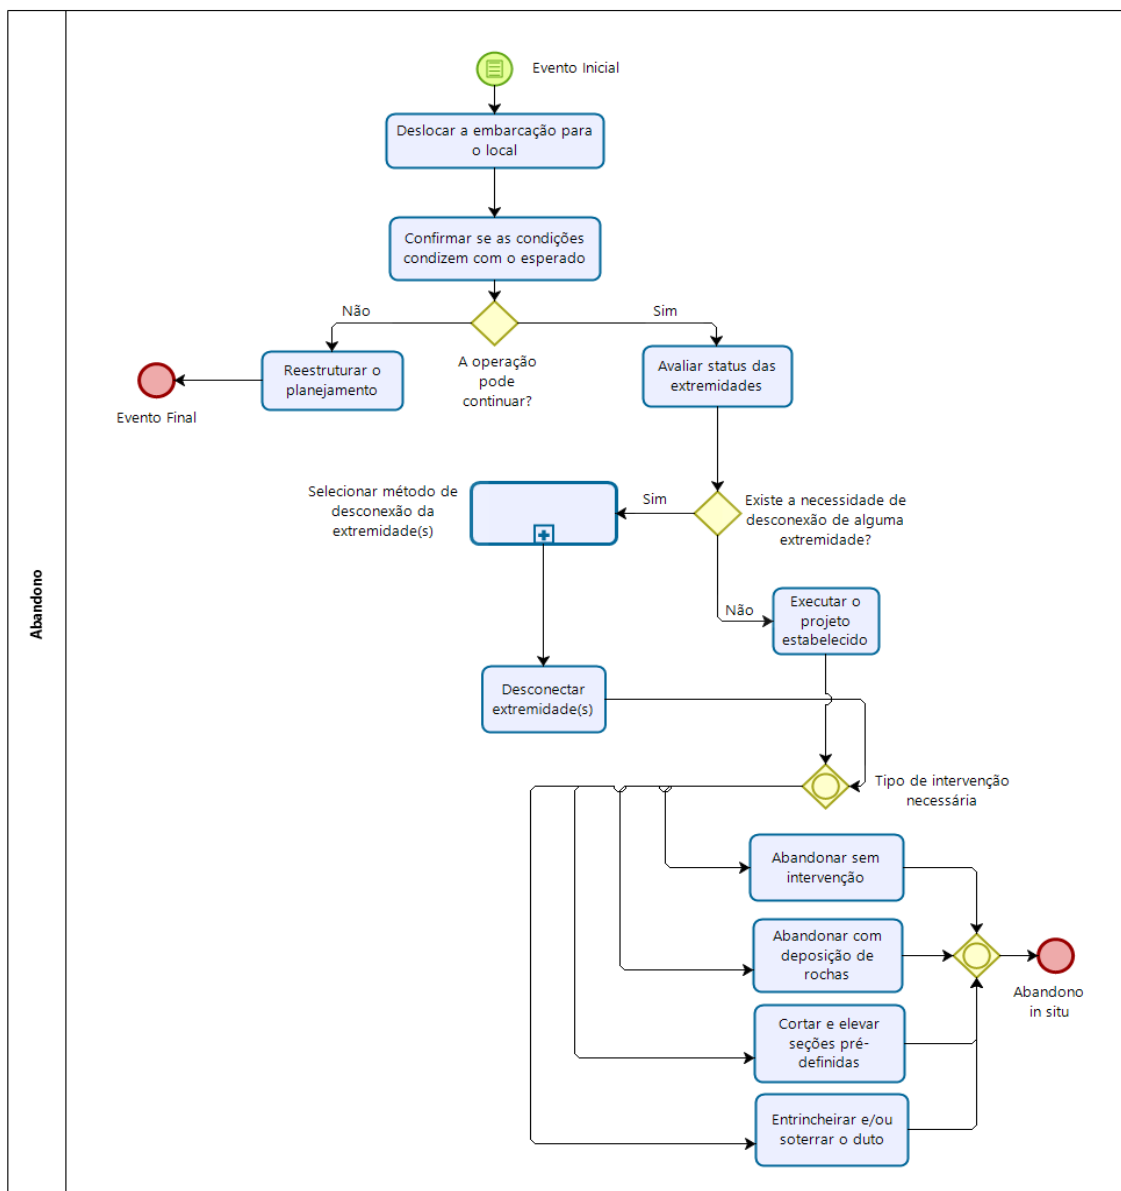 Abandono
Evento Inicial
Deslocar a embarcação para
o local
Confirmar se as condições
condizem com o esperado
Não
Sim
A operação
pode
continuar?
Reestruturar o
planejamento
Evento Final
Avaliar status das
extremidades
Selecionar método de
desconexão da
extremidade(s)
Sim
Existe a necessidade de
desconexão de alguma
extremidade?
Não
Executar o
projeto
estabelecido
Desconectar
extremidade(s)
Tipo de intervenção
necessária
Abandonar sem
intervenção
Abandonar com
deposição de
rochas
Abandono
in situ
Cortar e elevar
seções pré-
definidas
Entrincheirar e/ou
soterrar o duto